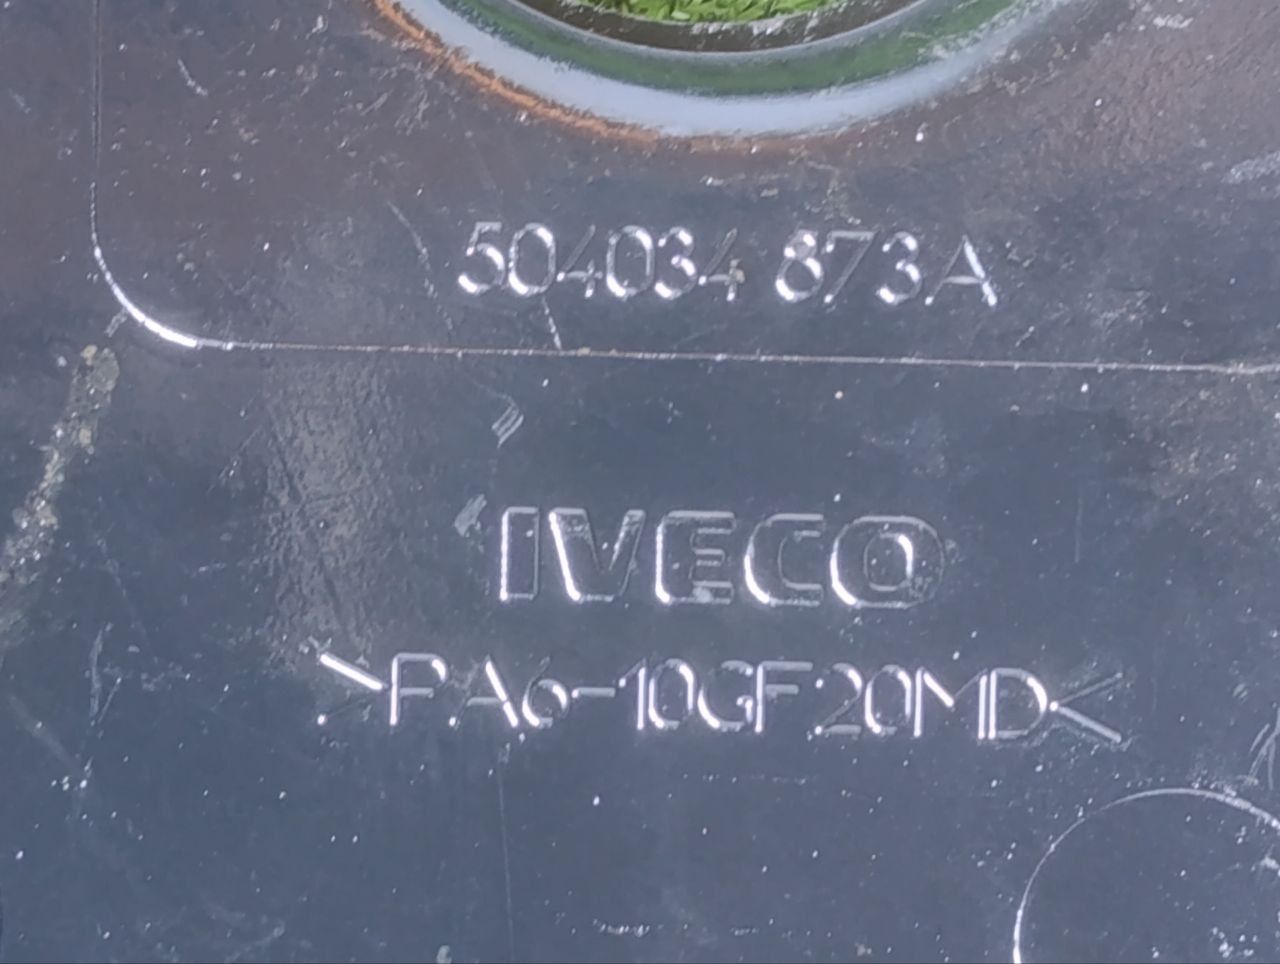 504034 873A
IVECO
>PA6-10GF20MD<